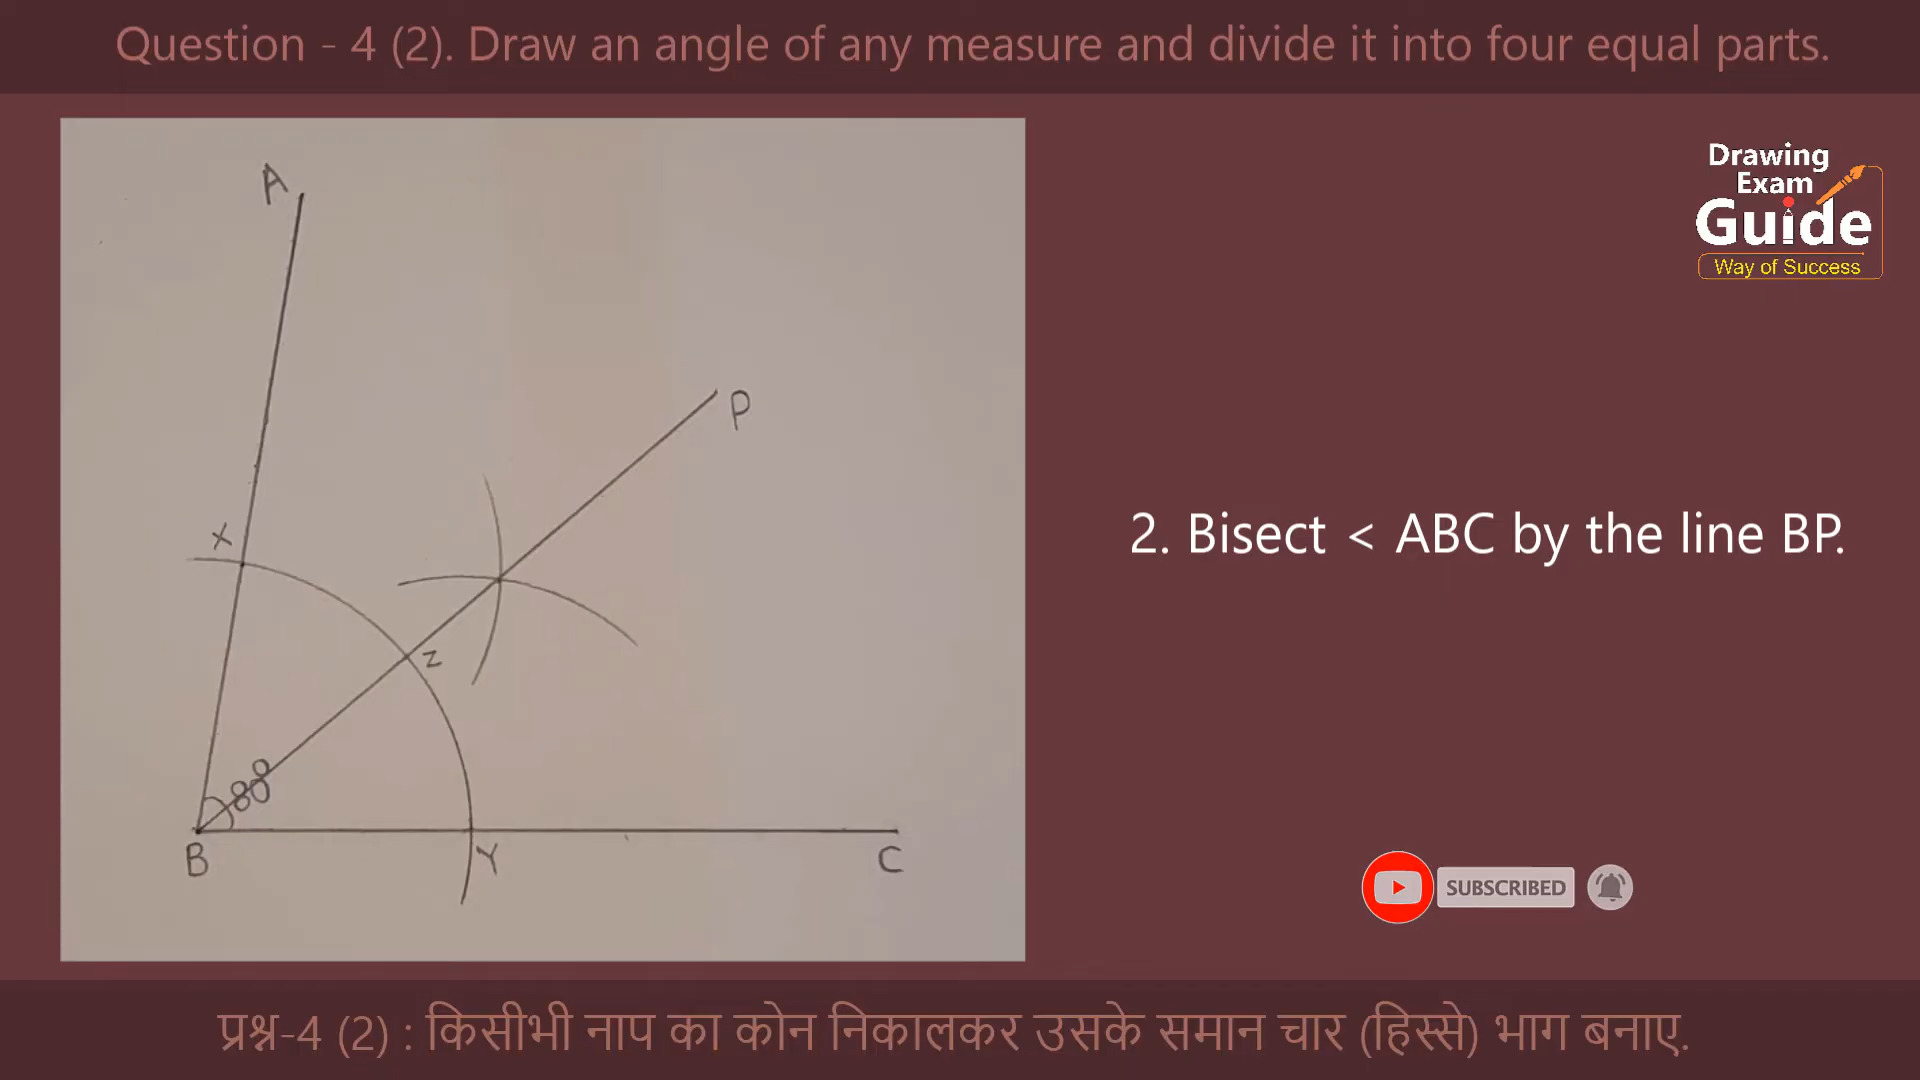 Question - 4 (2). Draw an angle of any measure and divide it into four equal parts.
Drawing
Exam
Guide
Way of Success
A
P
X
2. Bisect < ABC by the line BP.
Z
80°
B
Y
C
SUBSCRIBED
प्रश्न-4 (2) : किसीभी नाप का कोन निकालकर उसके समान चार (हिस्से) भाग बनाए.